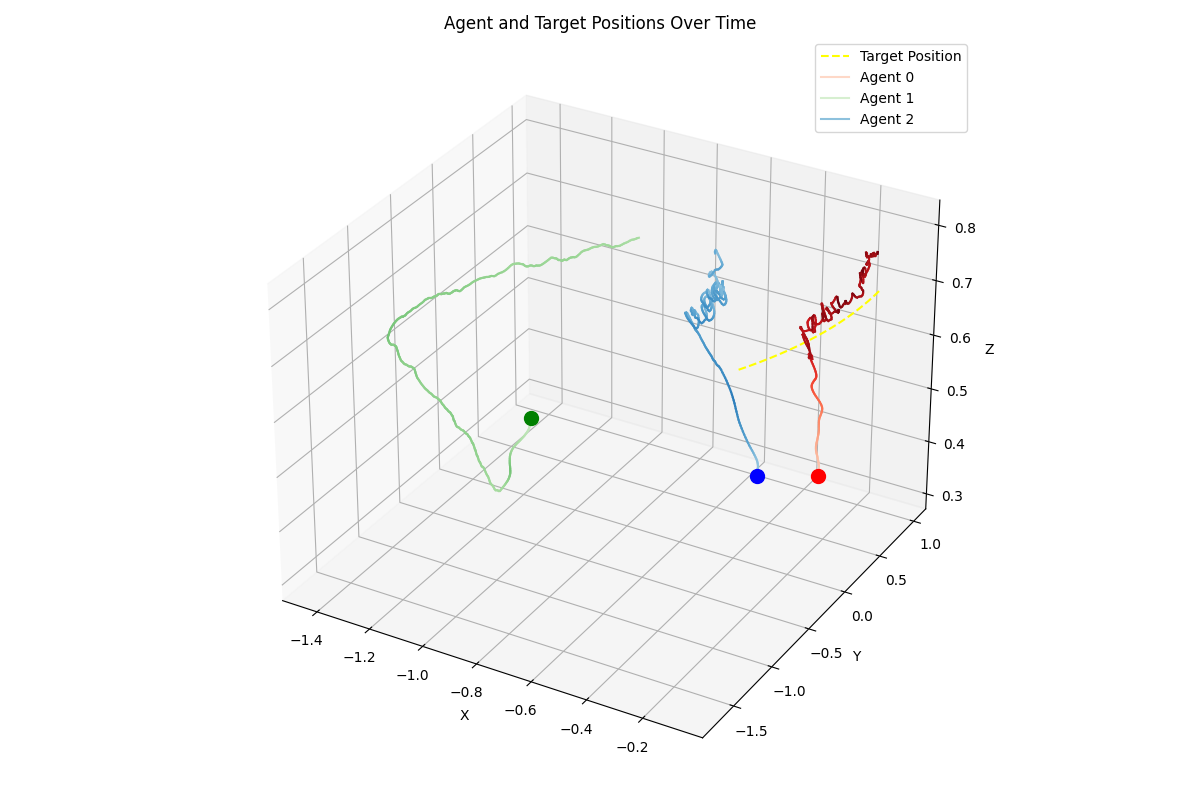 Agent and Target Positions Over Time
Target Position
Agent 0
Agent 1
Agent 2
0.8
0.7
0.6
Z
0.5
0.4
0.3
1.0
0.5
0.0
−0.5
Y
−1.0
−1.5
−1.4
−1.2
−1.0
−0.8
X
−0.6
−0.4
−0.2